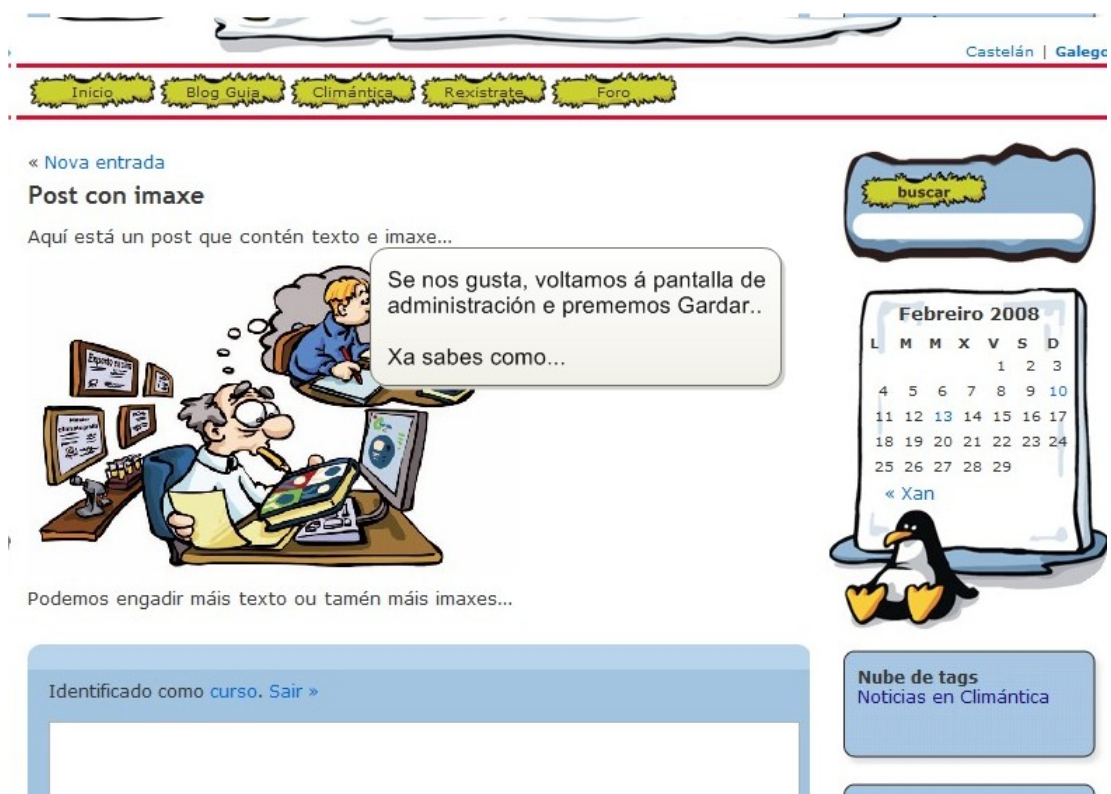 Castelán | Galego
Inicio Blog Guia Climántica Rexistrate Foro
« Nova entrada
Post con imaxe
Aquí está un post que contén texto e imaxe...
Se nos gusta, voltamos á pantalla de
administración e prememos Gardar..
Xa sabes como...
Podemos engadir máis texto ou tamén máis imaxes...
Identificado como curso. Sair »
buscar
Febreiro 2008
L M M X V S D
1 2 3
4 5 6 7 8 9 10
11 12 13 14 15 16 17
18 19 20 21 22 23 24
25 26 27 28 29
« Xan
Nube de tags
Noticias en Climántica